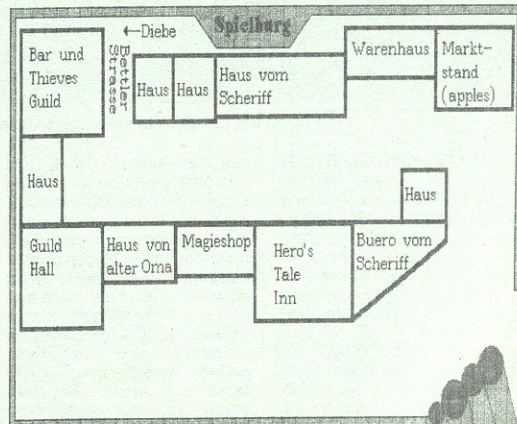 Spielburg
←Diebe
Bettler
Strasse
Bar und
Thieves
Guild
Haus
Haus
Haus vom
Scheriff
Warenhaus
Markt-
stand
(apples)
Haus
Haus
Guild
Hall
Haus von
alter Oma
Magieshop
Hero's
Tale
Inn
Buero vom
Scheriff